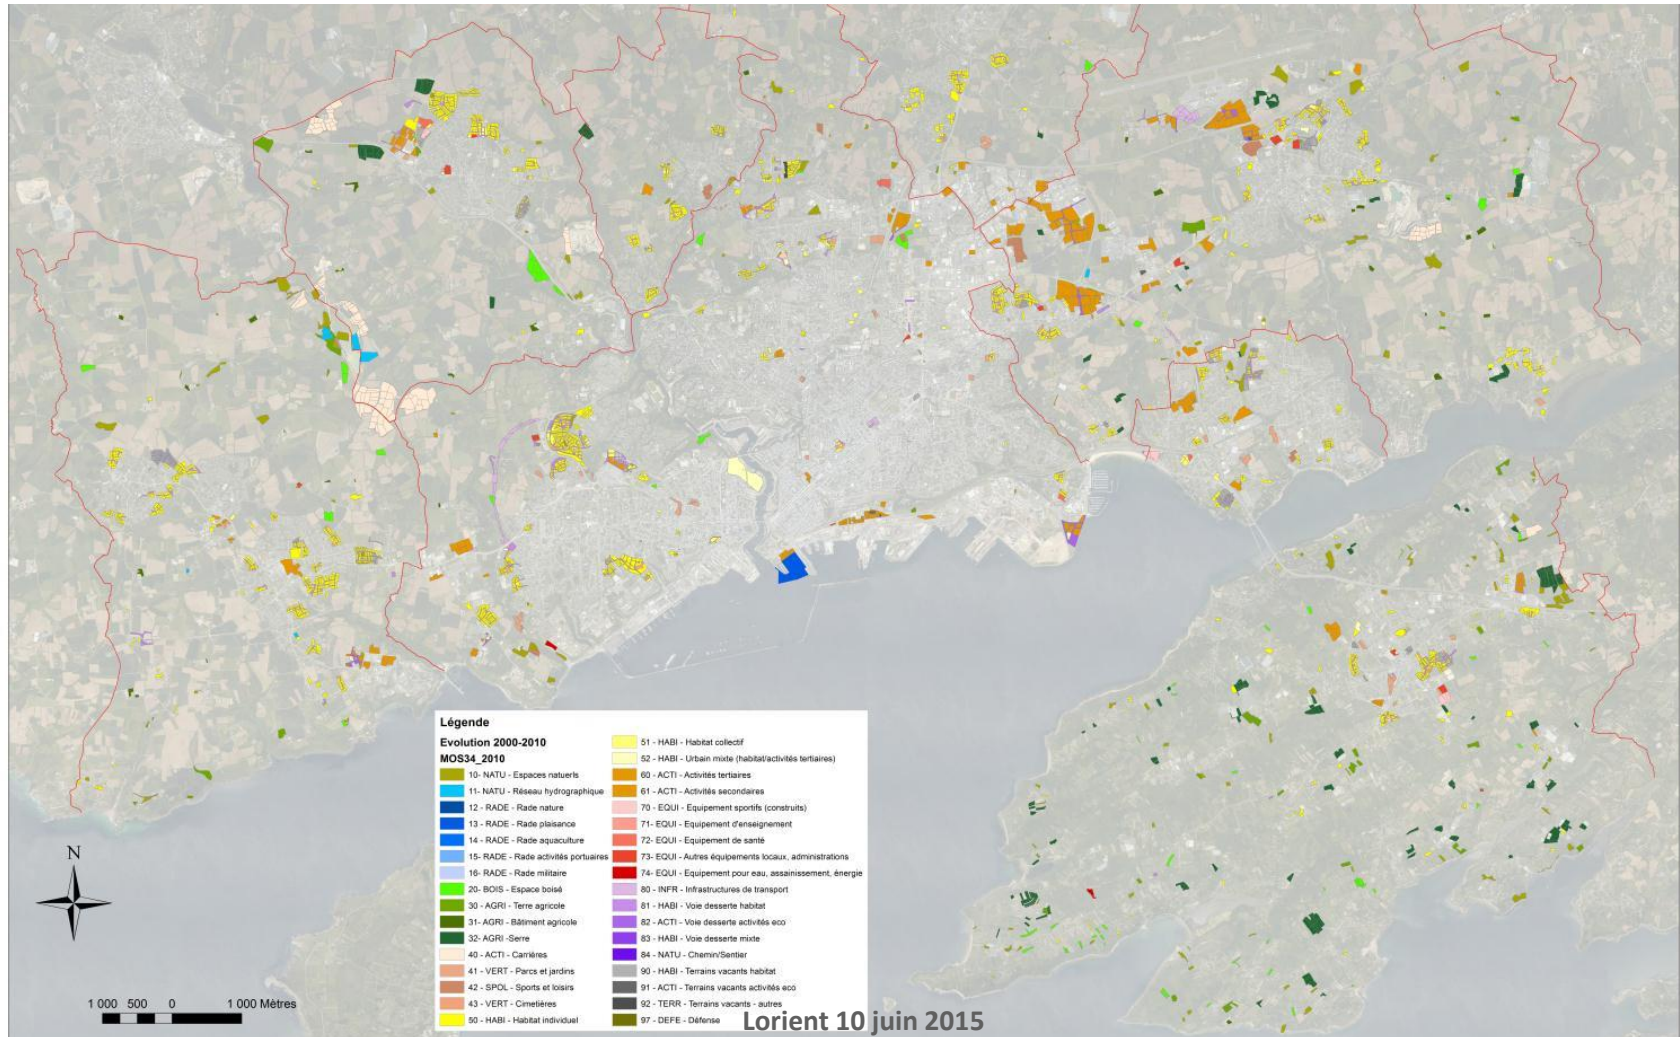 Légende
Evolution 2000-2010
MOS34_2010
10- NATU - Espaces natuerls
11- NATU - Réseau hydrographique
12 - RADE - Rade nature
13 - RADE - Rade plaisance
14 - RADE - Rade aquaculture
15- RADE - Rade activités portuaires
16- RADE - Rade militaire
20- BOIS - Espace boisé
30 - AGRI - Terre agricole
31- AGRI - Bâtiment agricole
32- AGRI -Serre
40 - ACTI - Carrières
41 - VERT - Parcs et jardins
42 - SPOL - Sports et loisirs
43 - VERT - Cimetières
50 - HABI - Habitat individuel
51 - HABI - Habitat collectif
52 - HABI - Urbain mixte (habitat/activités tertiaires)
60 - ACTI - Activités tertiaires
61 - ACTI - Activités secondaires
70 - EQUI - Equipement sportifs (construits)
71- EQUI - Equipement d'enseignement
72- EQUI - Equipement de santé
73- EQUI - Autres équipements locaux, administrations
74- EQUI - Equipement pour eau, assainissement, énergie
80 - INFR - Infrastructures de transport
81 - HABI - Voie desserte habitat
82 - ACTI - Voie desserte activités eco
83 - HABI - Voie desserte mixte
84 - NATU - Chemin/Sentier
90 - HABI - Terrains vacants habitat
91 - ACTI - Terrains vacants activités eco
92 - TERR - Terrains vacants - autres
97 - DEFE - Défense
N
1 000 500 0 1 000 Mètres
Lorient 10 juin 2015